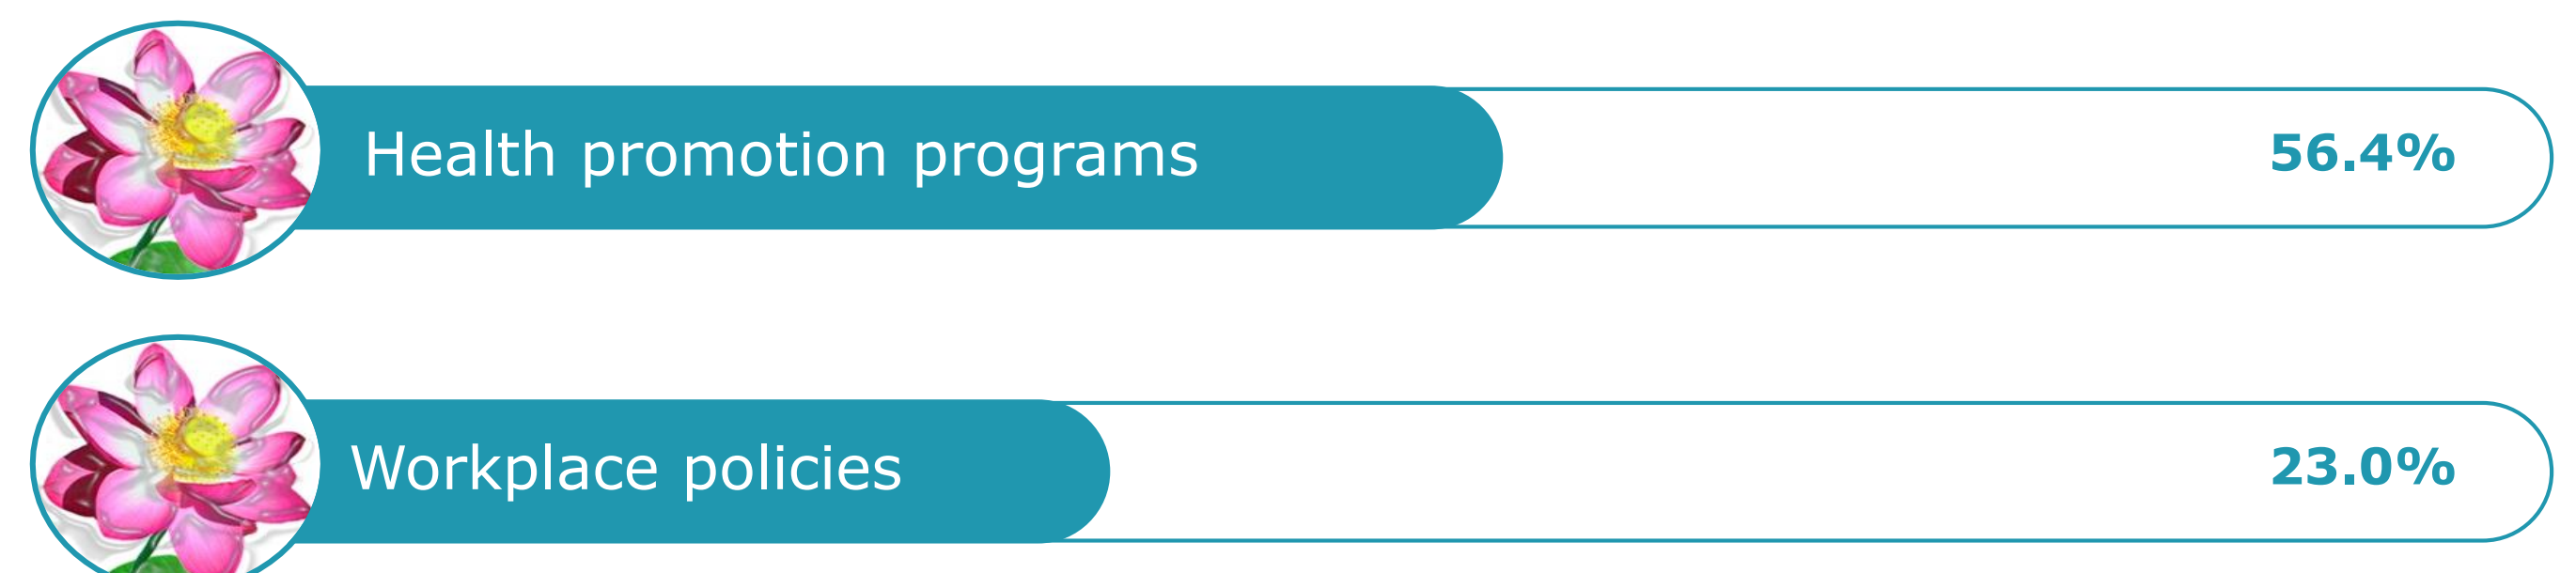 Health promotion programs 56.4%
Workplace policies 23.0%